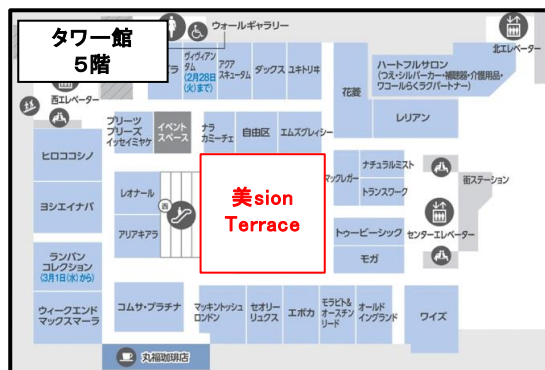 タワー館
5階
ウォールギャラリー
北エレベーター
西エレベーター
ヴィヴィアン
タム
(2月28日
(火)まで)
アクア
スキュータム
ダックス
ユキトリヰ
花菱
ハートフルサロン
(つえ・シルバーカー・補聴器・介護用品・
ワコールらくラクパートナー)
レリアン
プリーツ
プリーズ
イッセイミヤケ
イベント
スペース
ナラ
カミーチェ
自由区
エムズグレイシー
ヒロココシノ
ヨシエイナバ
ランバン
コレクション
(3月1日(水)から)
ウィークエンド
マックスマーラ
レオナール
アリアキアラ
西
美sion
Terrace
マックレガー
ナチュラルミスト
トランスワーク
街ステーション
トゥービーシック
モガ
センターエレベーター
コムサ・プラチナ
マッキントッシュ
ロンドン
セオリー
リュクス
エポカ
モラビト&
オースチン
リード
オールド
イングランド
ワイズ
丸福珈琲店